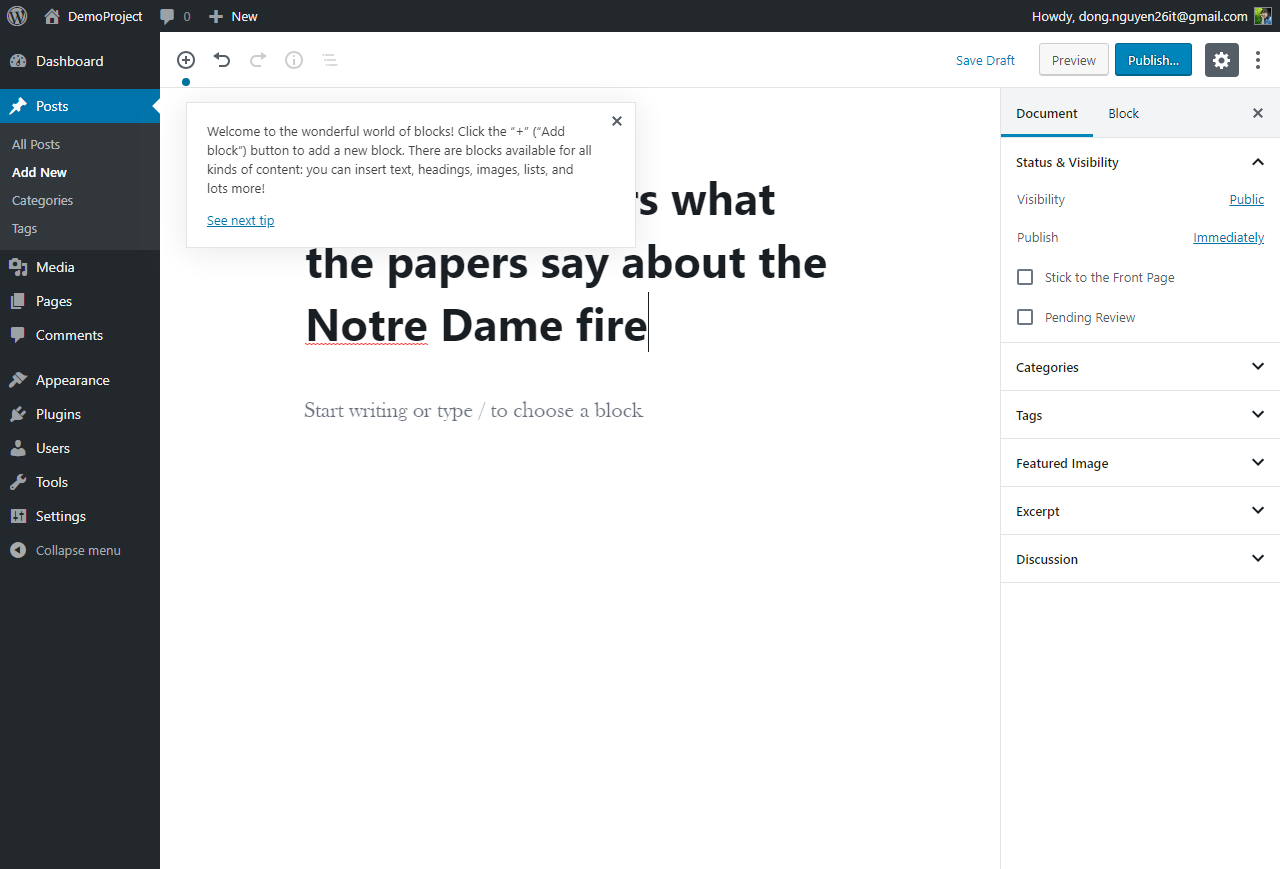 DemoProject
0
New
Howdy, dong.nguyen26it@gmail.com
Dashboard
Posts
All Posts
Add New
Categories
Tags
Media
Pages
Comments
Appearance
Plugins
Users
Tools
Settings
Collapse menu
Save Draft
Preview
Publish...
Welcome to the wonderful world of blocks! Click the “+” (“Add
block”) button to add a new block. There are blocks available for all
kinds of content: you can insert text, headings, images, lists, and
lots more!
See next tip
what
the papers say about the
Notre Dame fire
Start writing or type / to choose a block
Document
Block
Status & Visibility
Visibility
Public
Publish
Immediately
Stick to the Front Page
Pending Review
Categories
Tags
Featured Image
Excerpt
Discussion